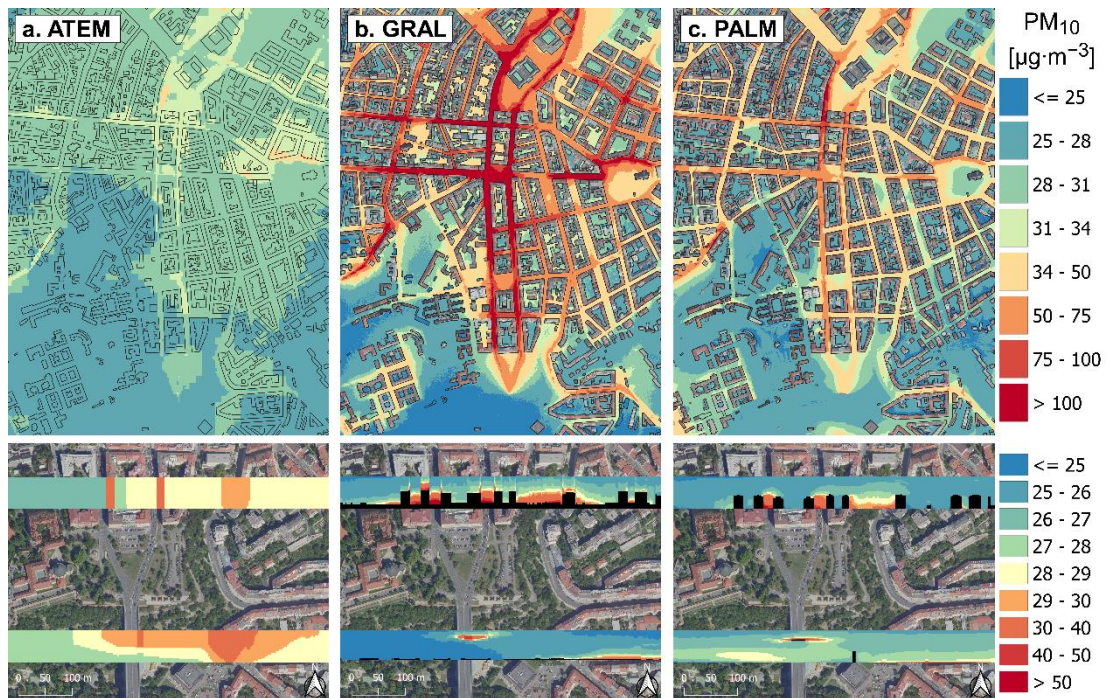 a. ATEM
b. GRAL
c. PALM
PM₁₀
[µg·m⁻³]
<= 25
25 - 28
28 - 31
31 - 34
34 - 50
50 - 75
75 - 100
> 100
<= 25
25 - 26
26 - 27
27 - 28
28 - 29
29 - 30
30 - 40
40 - 50
> 50
0 50 100 m
N
0 50 100 m
N
0 50 100 m
N